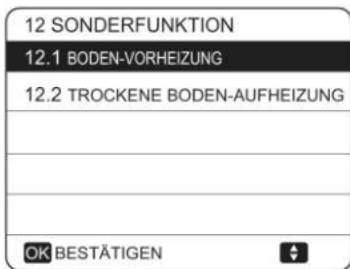 12 SONDERFUNKTION
12.1 BODEN-VORHEIZUNG
12.2 TROCKENE BODEN-AUFHEIZUNG
OK BESTÄTIGEN